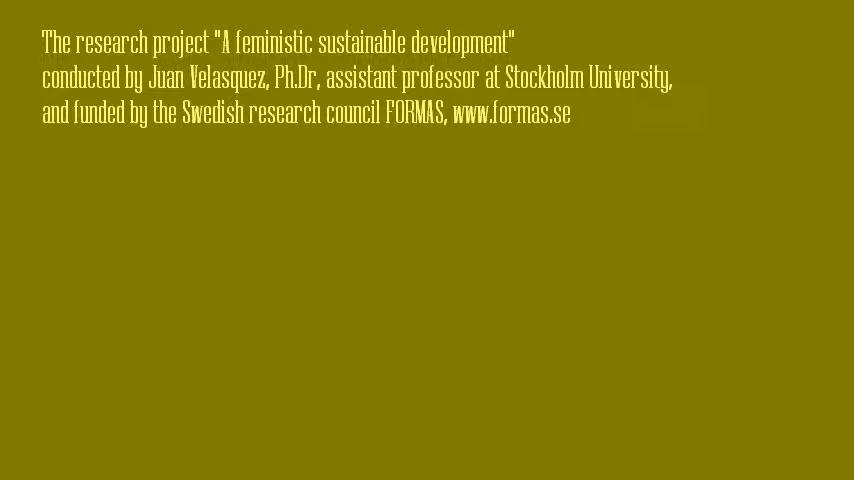 The research project "A feministic sustainable development"
conducted by Juan Velasquez, Ph.Dr, assistant professor at Stockholm University,
and funded by the Swedish research council FORMAS, www.formas.se